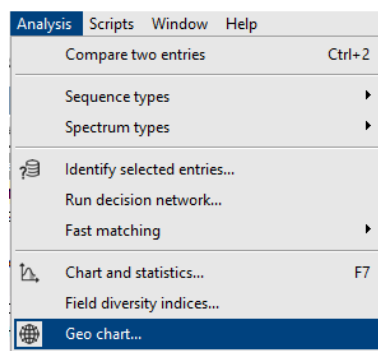 Analysis Scripts Window Help
Compare two entries Ctrl+2
Sequence types
Spectrum types
Identify selected entries...
Run decision network...
Fast matching
Chart and statistics... F7
Field diversity indices...
Geo chart...